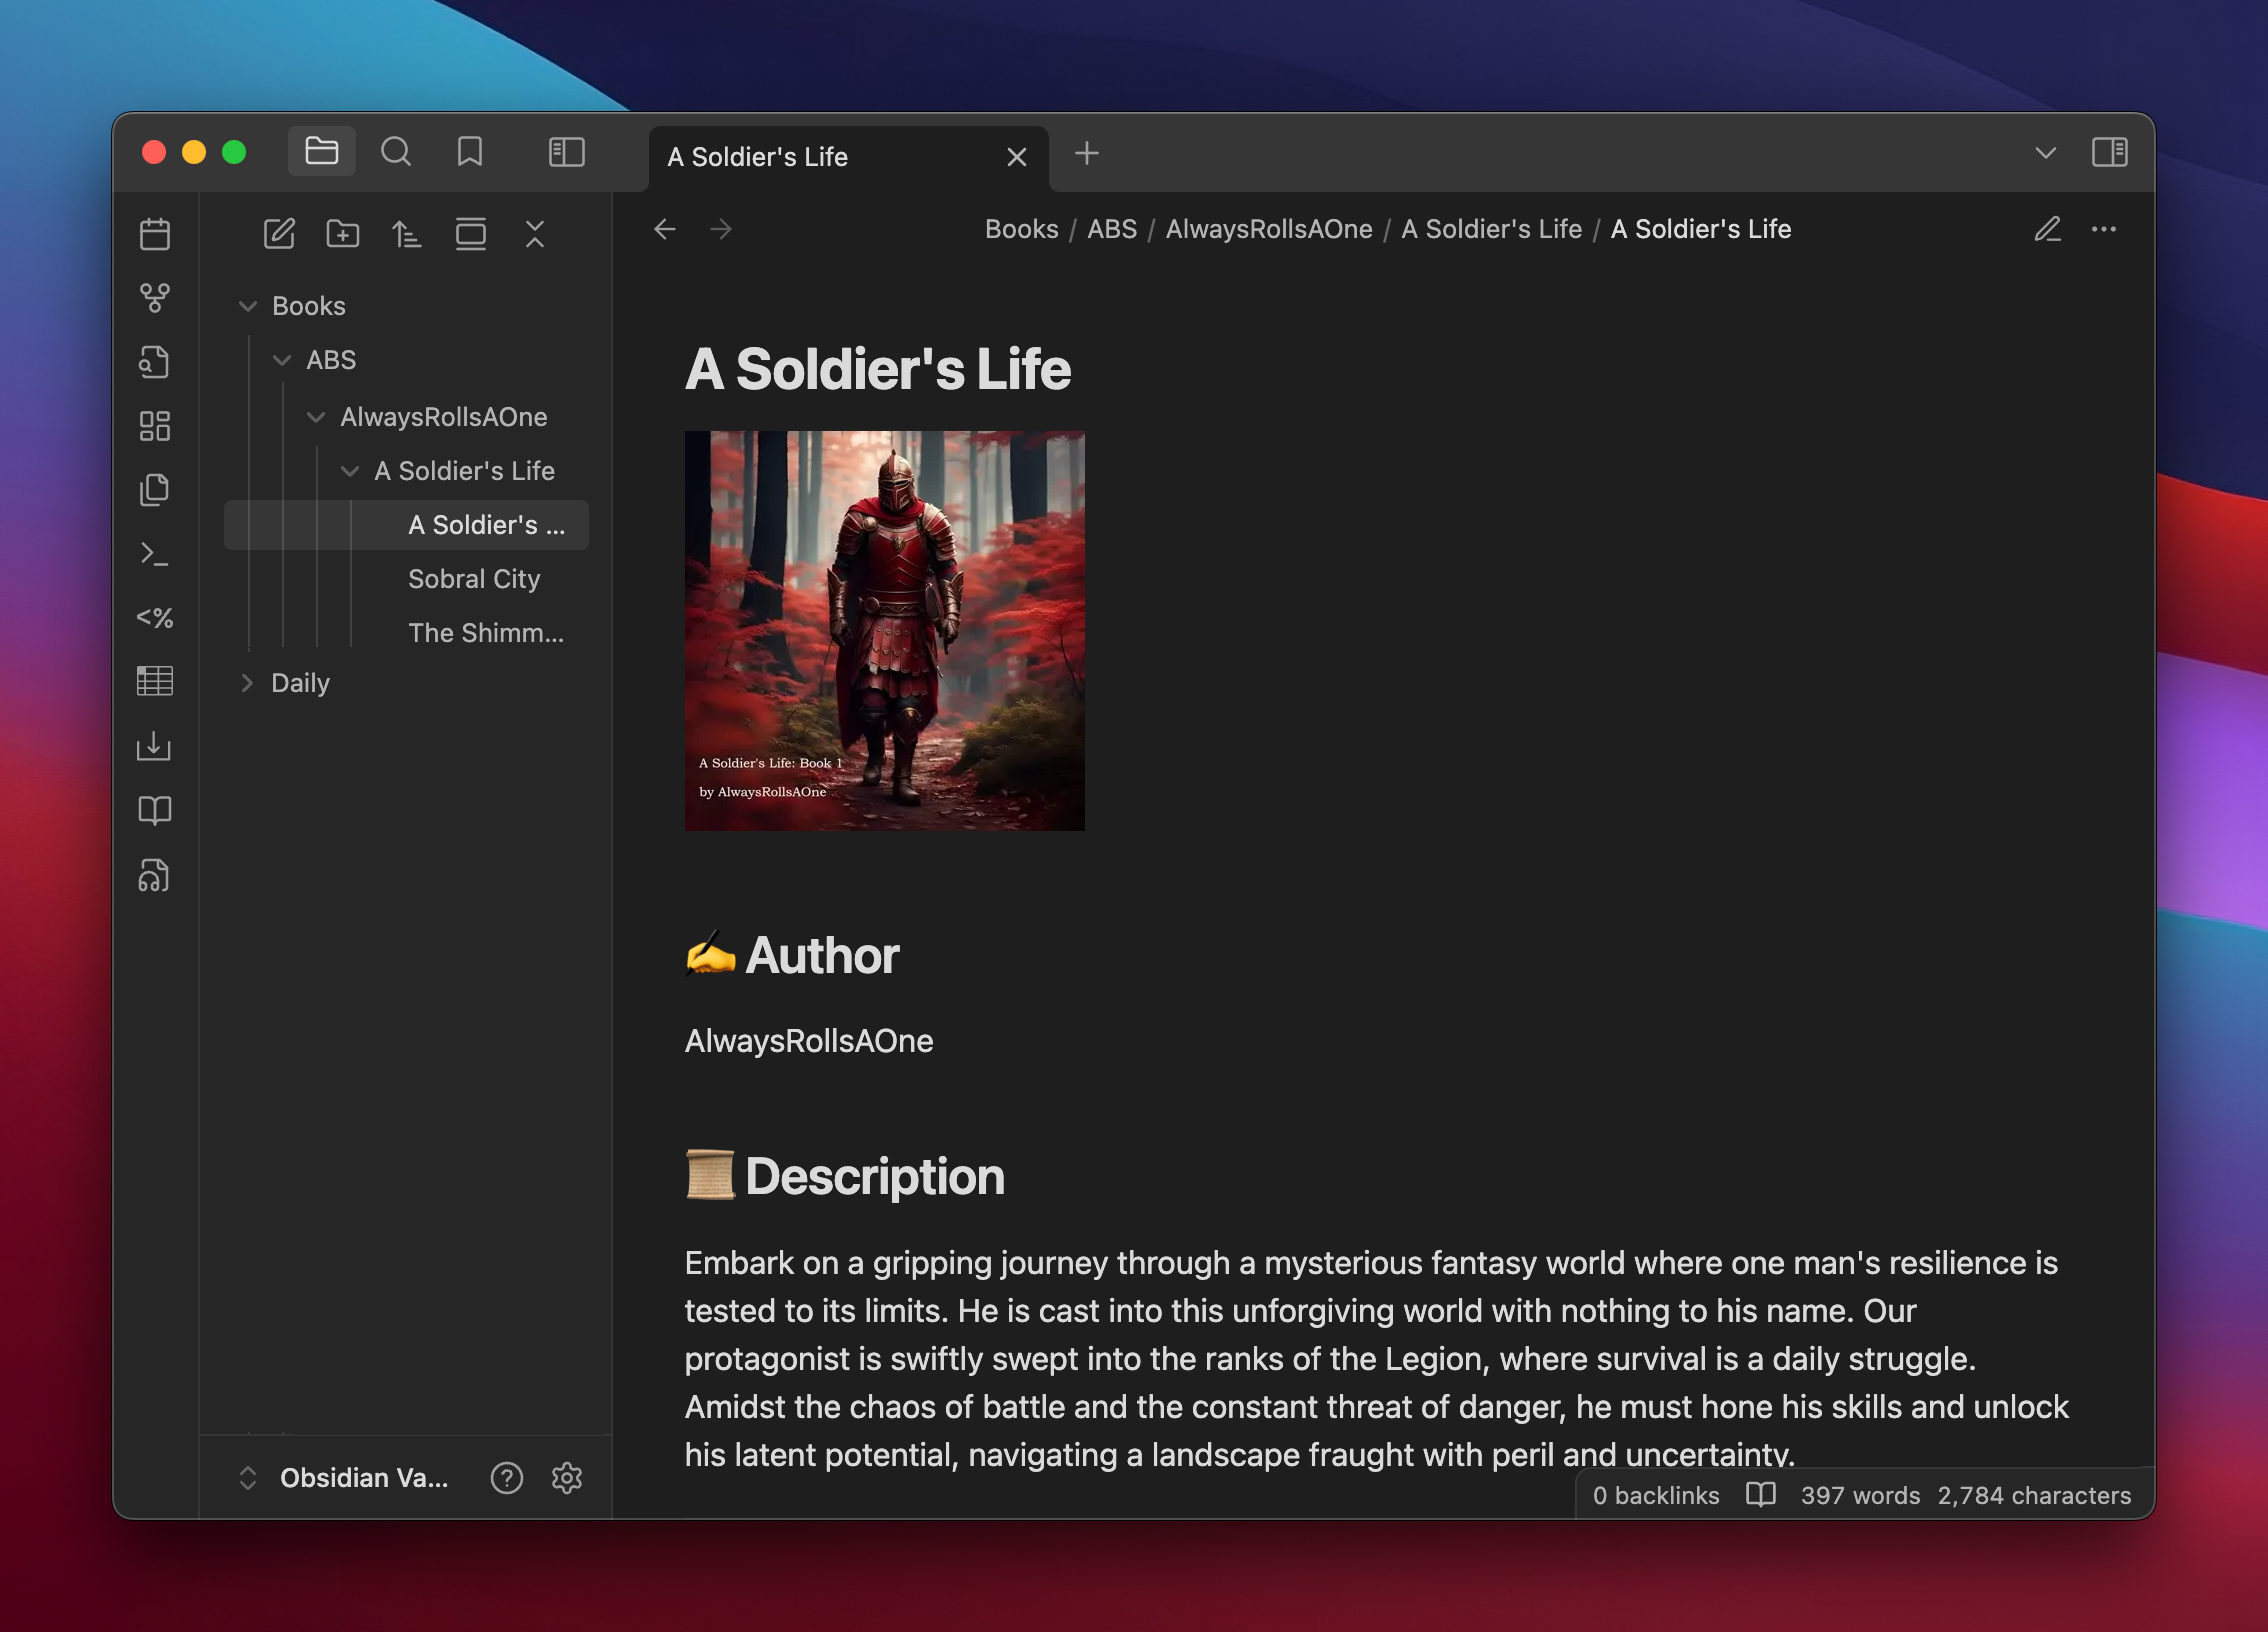 A Soldier's Life
Books / ABS / AlwaysRollsAOne / A Soldier's Life / A Soldier's Life
Books
ABS
AlwaysRollsAOne
A Soldier's Life
A Soldier's ...
Sobral City
The Shimm...
Daily
<%
Obsidian Va...
A Soldier's Life
A Soldier's Life: Book 1
by AlwaysRollsAOne
✍️ Author
AlwaysRollsAOne
📜 Description
Embark on a gripping journey through a mysterious fantasy world where one man's resilience is
tested to its limits. He is cast into this unforgiving world with nothing to his name. Our
protagonist is swiftly swept into the ranks of the Legion, where survival is a daily struggle.
Amidst the chaos of battle and the constant threat of danger, he must hone his skills and unlock
his latent potential, navigating a landscape fraught with peril and uncertainty.
0 backlinks 397 words 2,784 characters